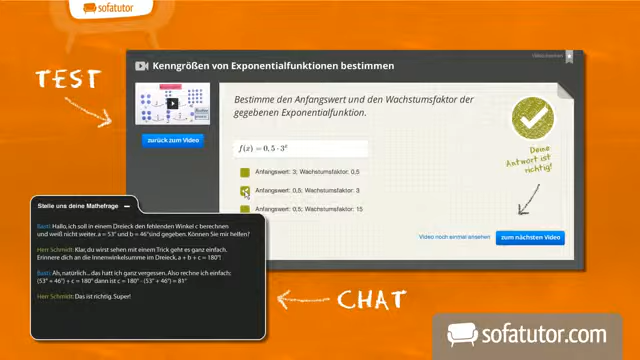 sofatutor
TEST
Kenngrößen von Exponentialfunktionen bestimmen
Bestimme den Anfangswert und den Wachstumsfaktor der
gegebenen Exponentialfunktion.
f(x) = 0,5 · 3^x
zurück zum Video
Anfangswert: 3; Wachstumsfaktor: 0,5
Anfangswert: 0,5; Wachstumsfaktor: 3
Anfangswert: 0,5; Wachstumsfaktor: 15
Deine
Antwort ist
richtig!
Video noch einmal ansehen
zum nächsten Video
Stelle uns deine Mathefrage
Basti: Hallo, ich soll in einem Dreieck den fehlenden Winkel c berechnen
und weiß nicht weiter. a = 53° und b = 46° sind gegeben. Können Sie mir helfen?
Herr Schmidt: Klar, du wirst sehen mit einem Trick geht es ganz einfach.
Erinnere dich an die Innenwinkelsumme im Dreieck, a + b + c = 180°!
Basti: Ah, natürlich... das hatte ich ganz vergessen. Also rechne ich einfach:
(53° + 46°) + c = 180° dann ist c = 180° - (53° + 46°) = 81°
Herr Schmidt: Das ist richtig. Super!
CHAT
sofatutor.com